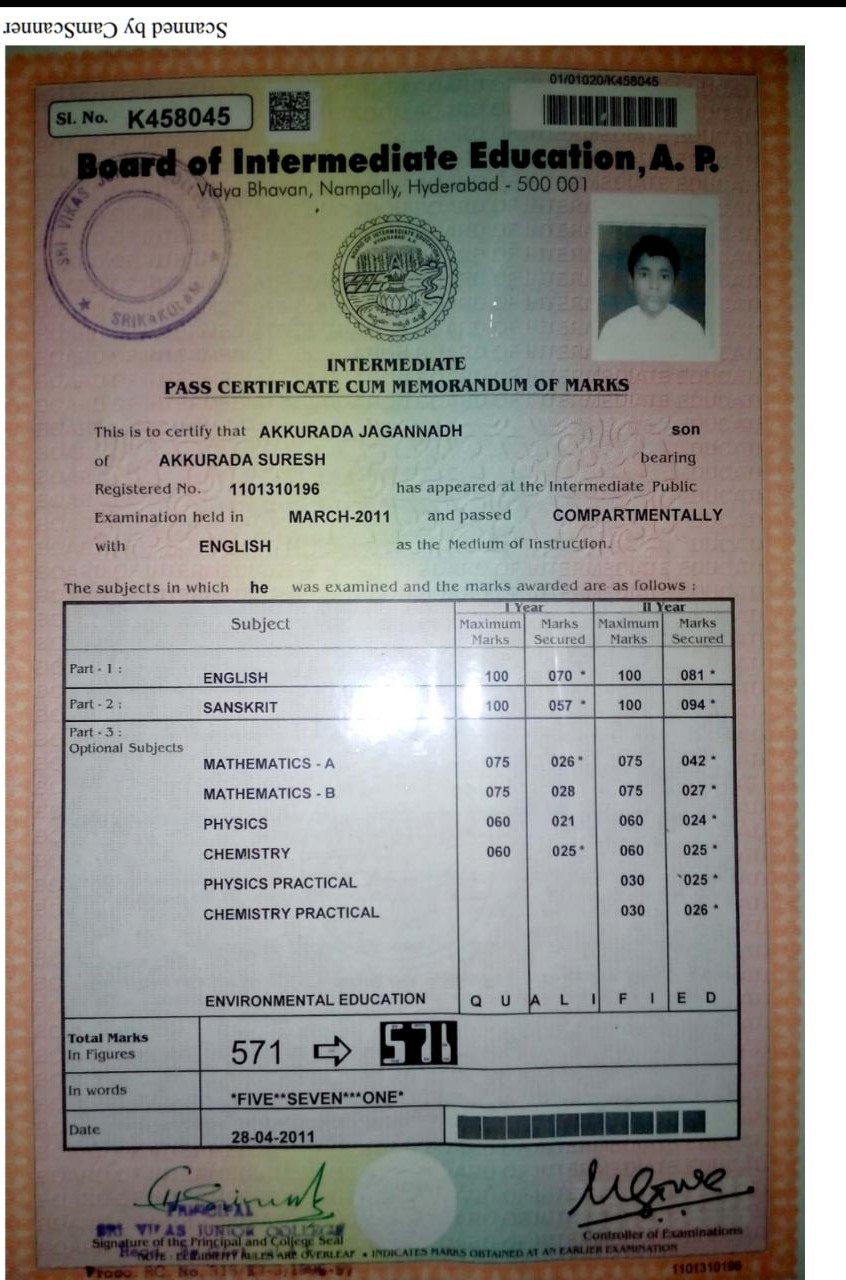 Scanned by CamScanner
01/01020/K458045
Sl. No. K458045
Board of Intermediate Education, A. P.
Vidya Bhavan, Nampally, Hyderabad - 500 001
SRI VIKAS
SRIKAKULAM
INTERMEDIATE
PASS CERTIFICATE CUM MEMORANDUM OF MARKS
This is to certify that AKKURADA JAGANNADH son
of AKKURADA SURESH bearing
Registered No. 1101310196 has appeared at the Intermediate Public
Examination held in MARCH-2011 and passed COMPARTMENTALLY
with ENGLISH as the Medium of Instruction.
The subjects in which he was examined and the marks awarded are as follows :
Subject I Year II Year
Maximum Marks Marks Secured Maximum Marks Marks Secured
Part - 1 :
ENGLISH 100 070 * 100 081 *
Part - 2 :
SANSKRIT 100 057 * 100 094 *
Part - 3 :
Optional Subjects
MATHEMATICS - A 075 026 * 075 042 *
MATHEMATICS - B 075 028 075 027 *
PHYSICS 060 021 060 024 *
CHEMISTRY 060 025 * 060 025 *
PHYSICS PRACTICAL 030 025 *
CHEMISTRY PRACTICAL 030 026 *
ENVIRONMENTAL EDUCATION Q U A L I F I E D
Total Marks
In Figures 571 571
In words *FIVE**SEVEN***ONE*
Date 28-04-2011
PRINCIPAL
SRI VIKAS JUNIOR COLLEGE
Signature of the Principal and College Seal
Controller of Examinations
NOTE : ELIGIBILITY RULES ARE OVERLEAF * INDICATES MARKS OBTAINED AT AN EARLIER EXAMINATION
1101310196